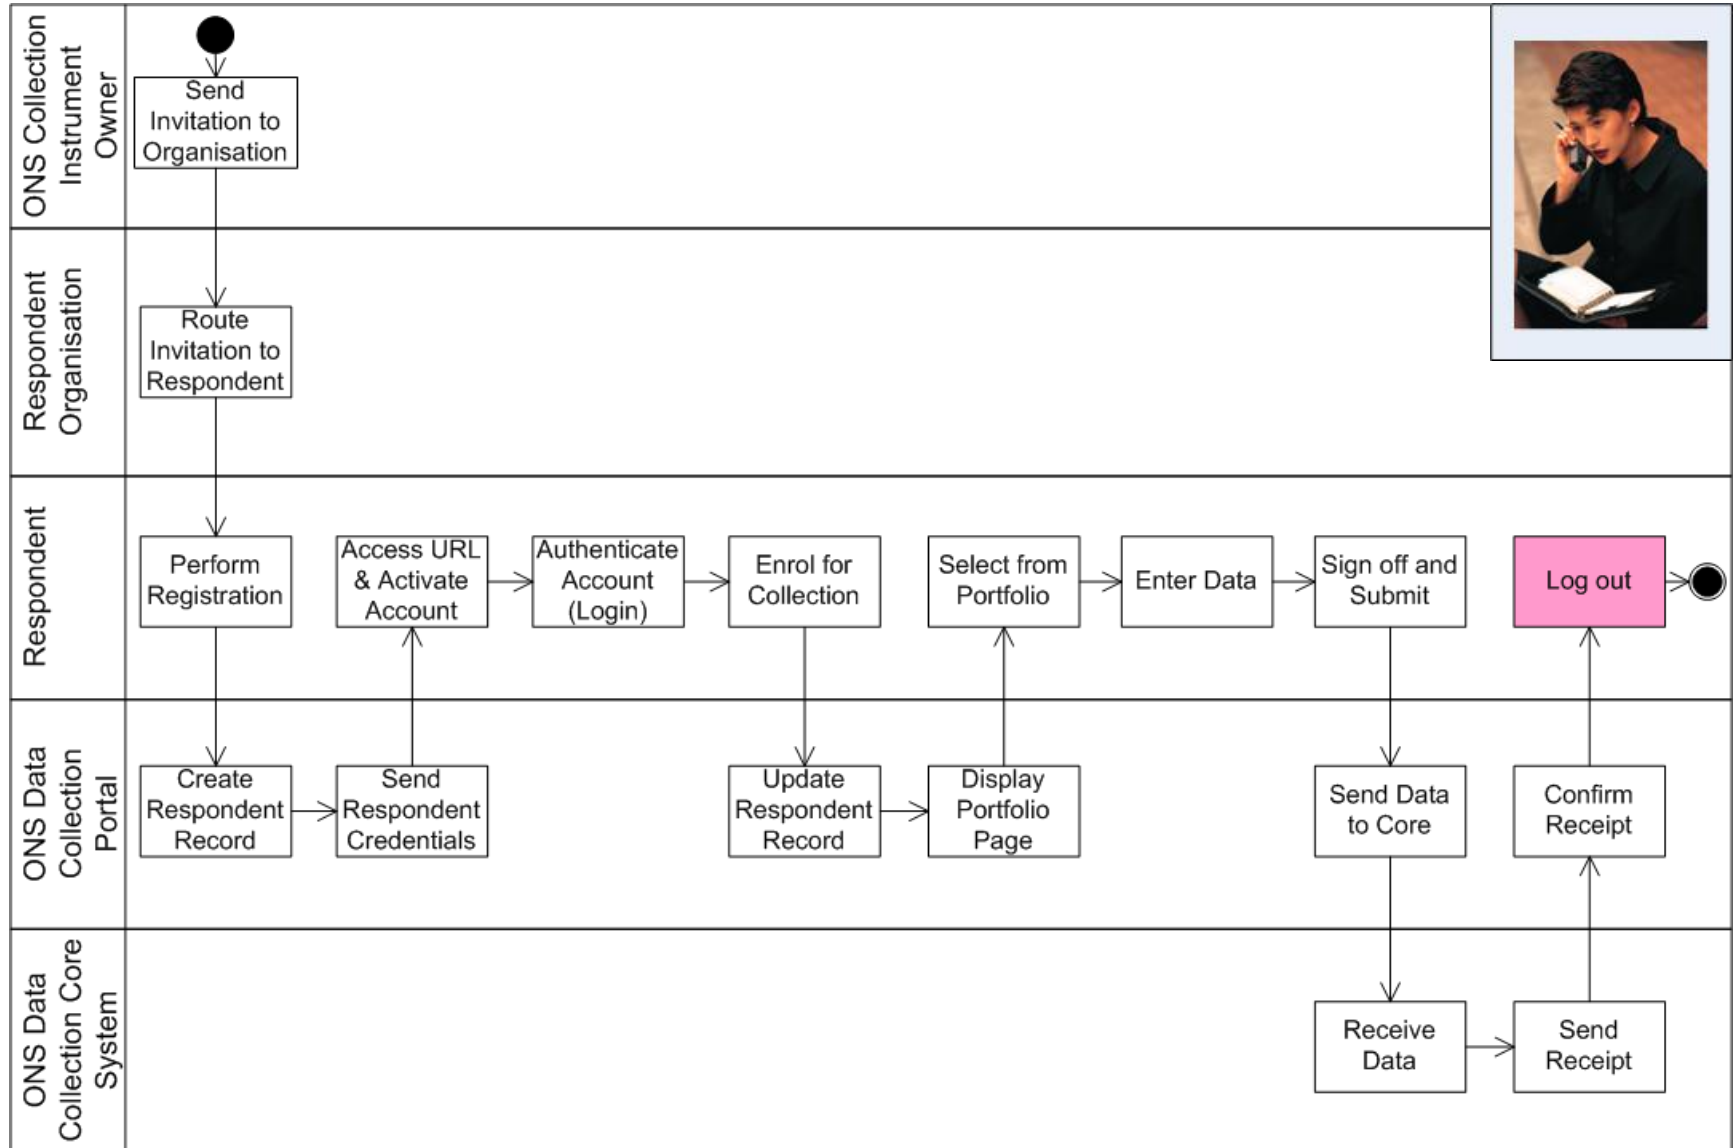 ONS Collection
Instrument
Owner
Send
Invitation to
Organisation
Respondent
Organisation
Route
Invitation to
Respondent
Respondent
Perform
Registration
Access URL
& Activate
Account
Authenticate
Account
(Login)
Enrol for
Collection
Select from
Portfolio
Enter Data
Sign off and
Submit
Log out
ONS Data
Collection
Portal
Create
Respondent
Record
Send
Respondent
Credentials
Update
Respondent
Record
Display
Portfolio
Page
Send Data
to Core
Confirm
Receipt
ONS Data
Collection Core
System
Receive
Data
Send
Receipt